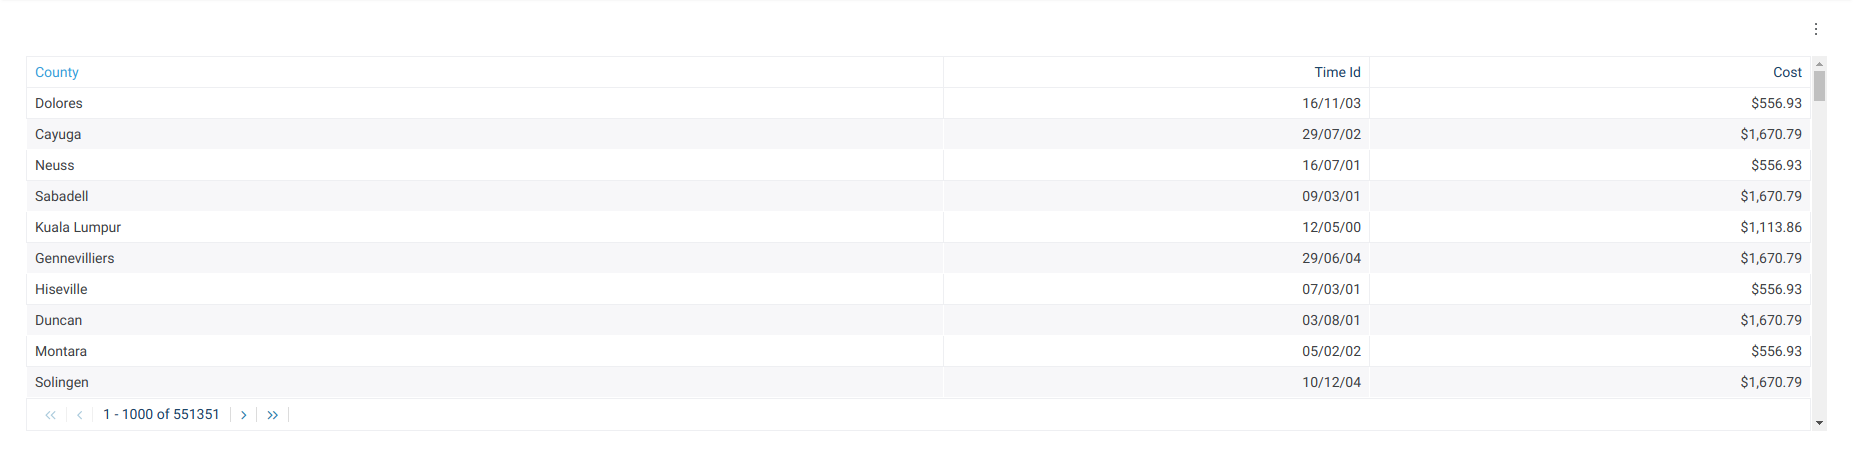 County Time Id Cost
Dolores 16/11/03 $556.93
Cayuga 29/07/02 $1,670.79
Neuss 16/07/01 $556.93
Sabadell 09/03/01 $1,670.79
Kuala Lumpur 12/05/00 $1,113.86
Gennevilliers 29/06/04 $1,670.79
Hiseville 07/03/01 $556.93
Duncan 03/08/01 $1,670.79
Montara 05/02/02 $556.93
Solingen 10/12/04 $1,670.79
1 - 1000 of 551351